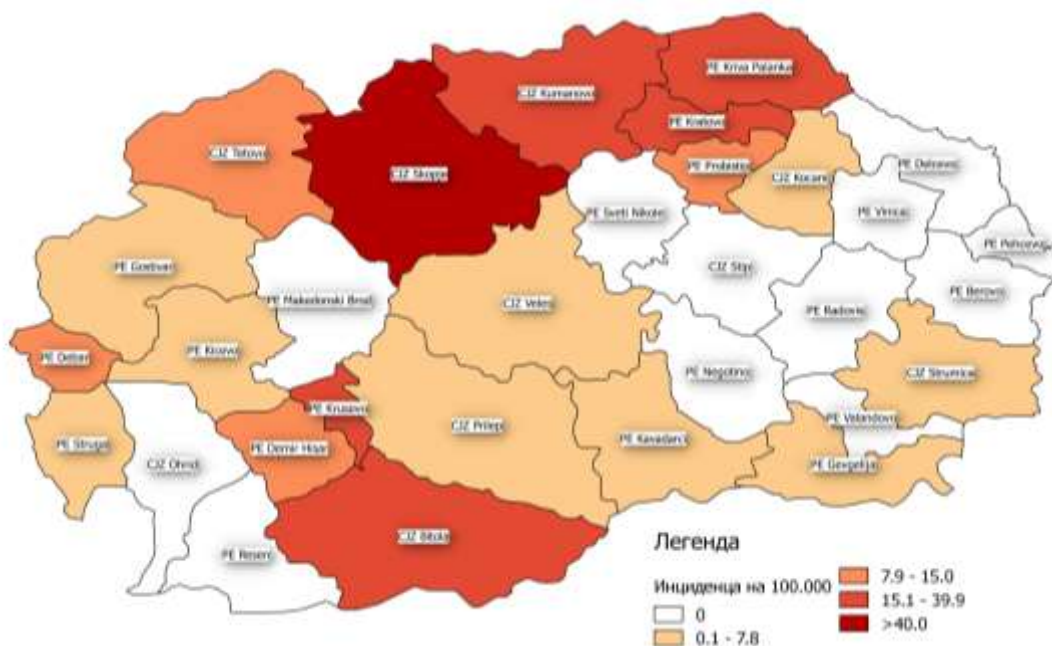 PE Kriva Palanka
CJZ Kumanovo
PE Kratovo
CJZ Tetovo
PE Probistip
CJZ Skopje
CJZ Kocani
PE Delcevo
PE Vinica
PE Sveti Nikole
PE Pehcevo
PE Gostivar
CJZ Stip
PE Berovo
PE Makedonski Brod
CJZ Veles
PE Radovis
PE Debar
PE Kicevo
PE Negotino
CJZ Strumica
PE Krusevo
PE Valandovo
CJZ Prilep
PE Struga
PE Kavadarci
PE Demir Hisar
CJZ Ohrid
PE Gevgelija
CJZ Bitola
PE Resen
Легенда
Инциденца на 100.000
0
0.1 - 7.8
7.9 - 15.0
15.1 - 39.9
>40.0